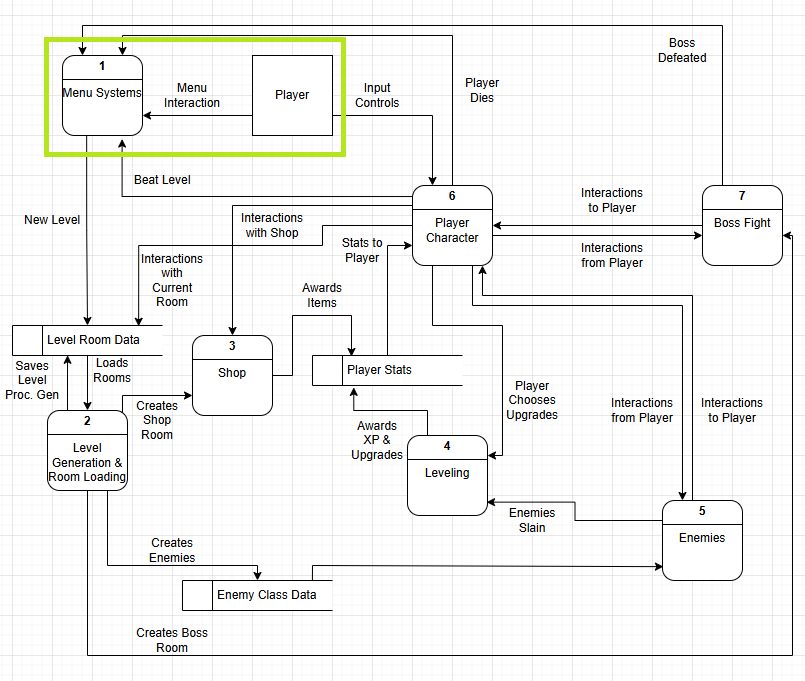 Boss
Defeated
1
Menu Systems
Menu
Interaction
Player
Input
Controls
Player
Dies
Beat Level
6
Player
Character
Interactions
to Player
7
Boss Fight
New Level
Interactions
with Shop
Stats to
Player
Interactions
from Player
Interactions
with
Current
Room
Awards
Items
Level Room Data
3
Shop
Saves
Level
Proc. Gen
Loads
Rooms
Player Stats
Creates
Shop
Room
Player
Chooses
Upgrades
Interactions
from Player
Interactions
to Player
2
Level
Generation &
Room Loading
Awards
XP &
Upgrades
4
Leveling
Enemies
Slain
5
Enemies
Creates
Enemies
Enemy Class Data
Creates Boss
Room